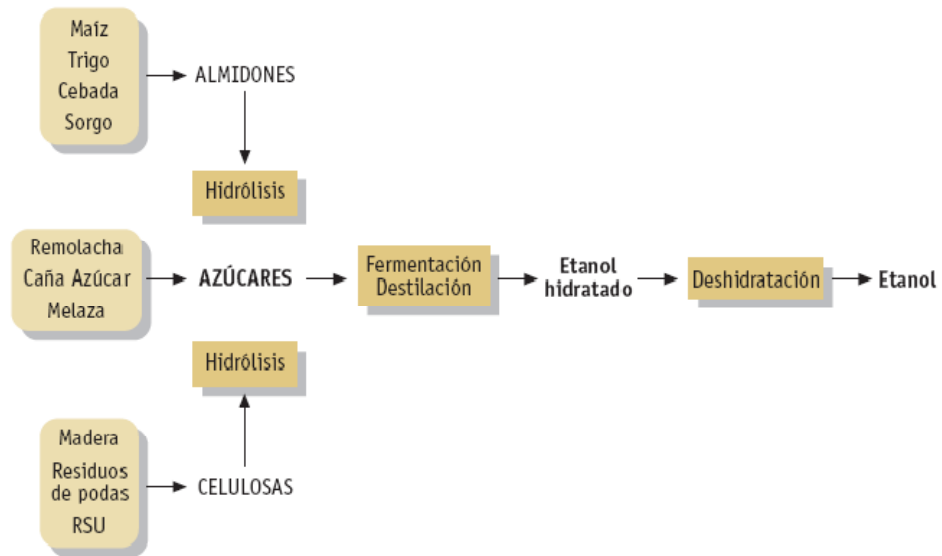 Maíz
Trigo
Cebada
Sorgo
ALMIDONES
Hidrólisis
Remolacha
Caña Azúcar
Melaza
AZÚCARES
Fermentación
Destilación
Etanol
hidratado
Deshidratación
Etanol
Hidrólisis
Madera
Residuos
de podas
RSU
CELULOSAS